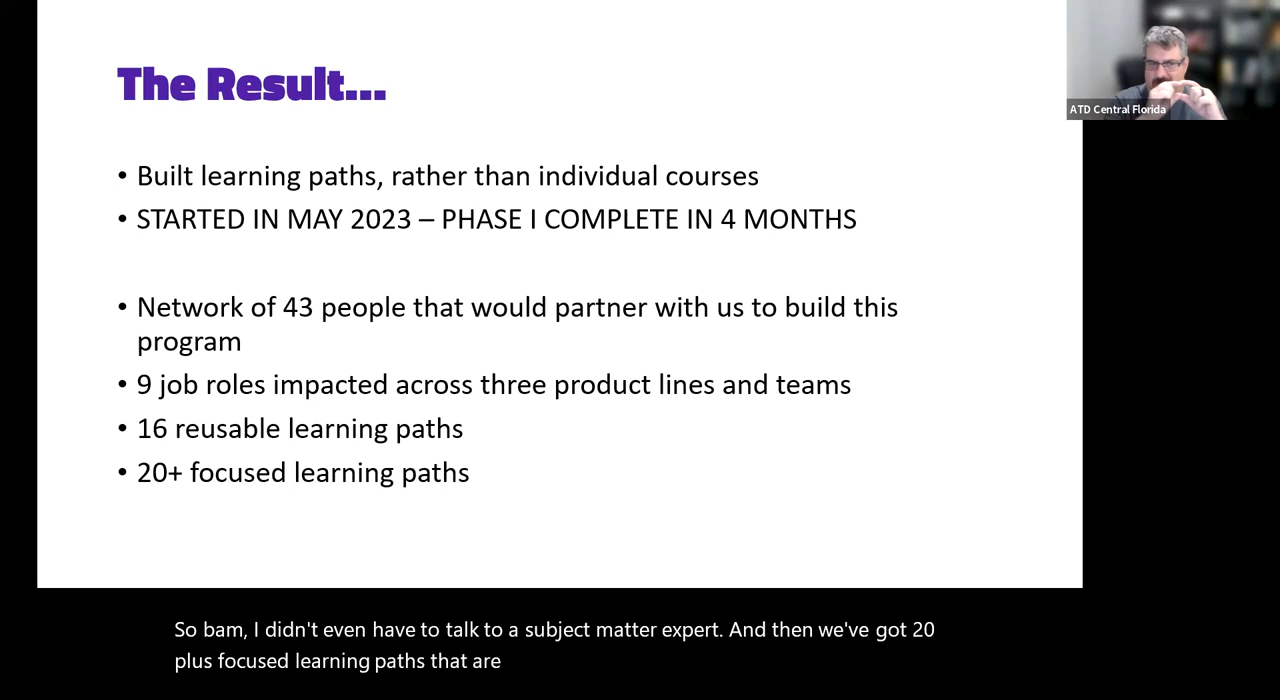 The Result...
• Built learning paths, rather than individual courses
• STARTED IN MAY 2023 – PHASE I COMPLETE IN 4 MONTHS
• Network of 43 people that would partner with us to build this
program
• 9 job roles impacted across three product lines and teams
• 16 reusable learning paths
• 20+ focused learning paths
ATD Central Florida
So bam, I didn't even have to talk to a subject matter expert. And then we've got 20
plus focused learning paths that are